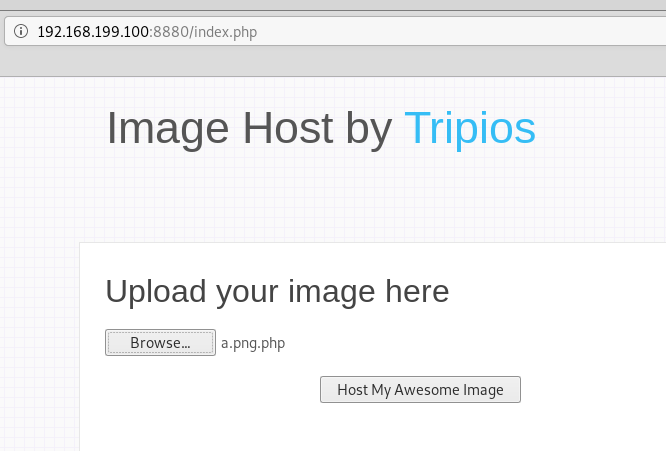 192.168.199.100:8880/index.php
Image Host by Tripios
Upload your image here
Browse... a.png.php
Host My Awesome Image